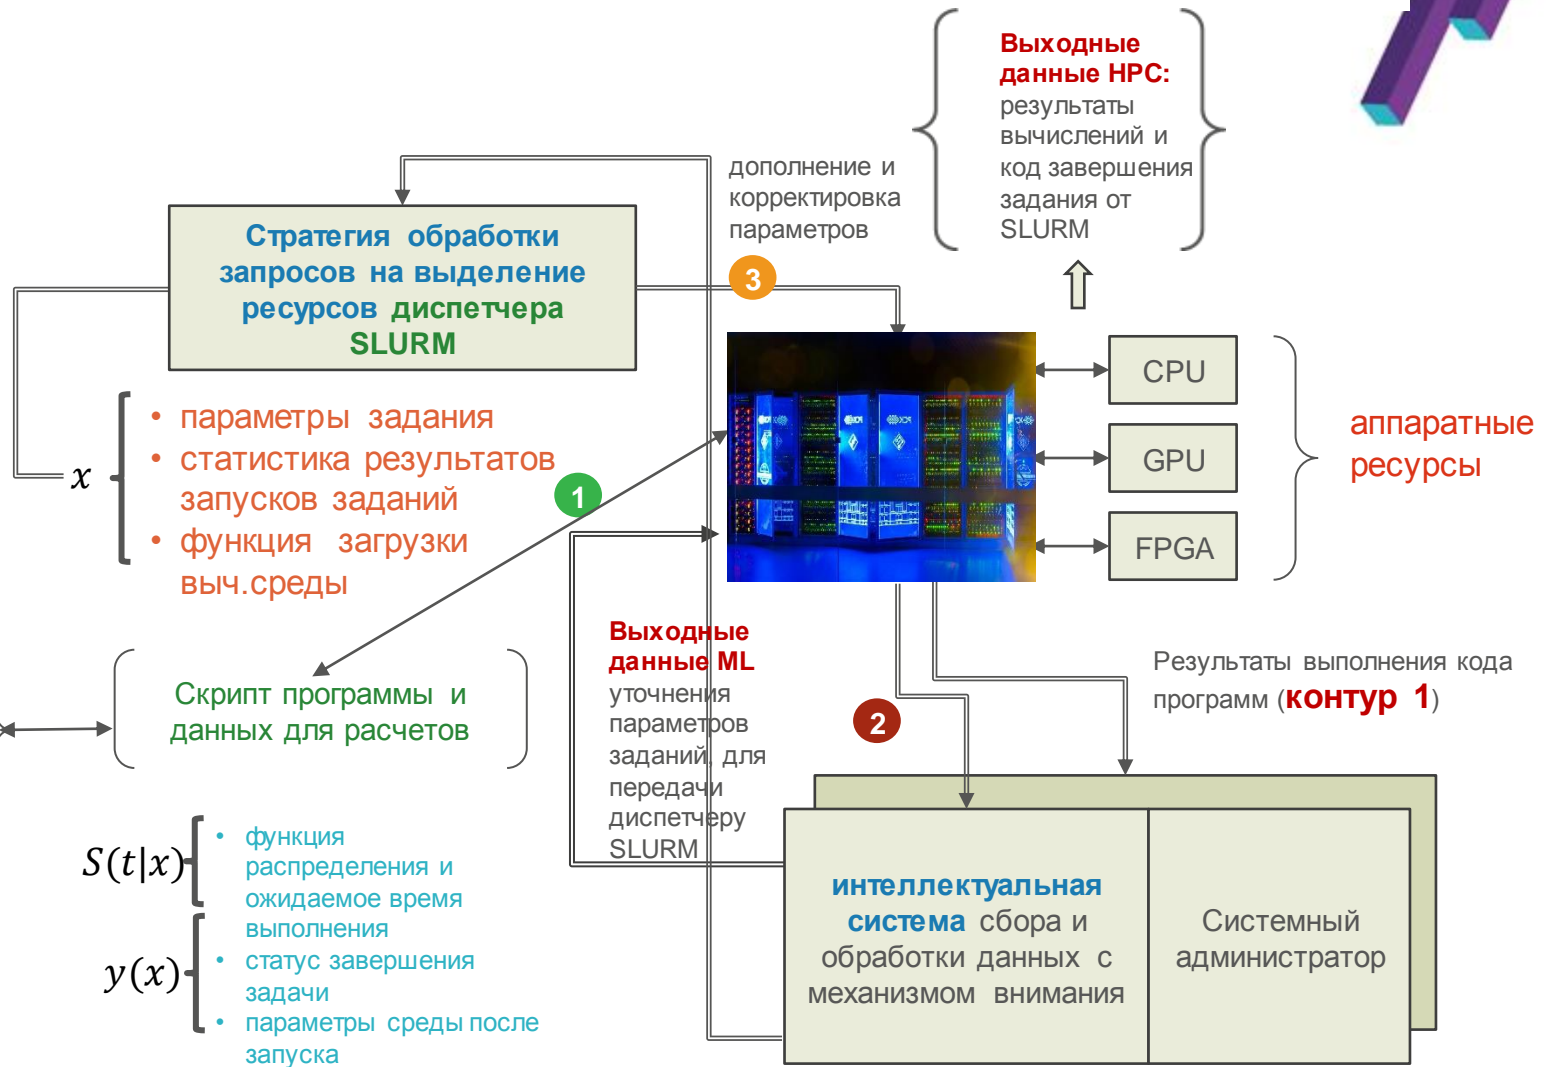 Выходные
данные HPC:
результаты
вычислений и
код завершения
задания от
SLURM
дополнение и
корректировка
параметров
3
Стратегия обработки
запросов на выделение
ресурсов диспетчера
SLURM
x
• параметры задания
• статистика результатов
запусков заданий
• функция загрузки
выч.среды
1
CPU
GPU
FPGA
аппаратные
ресурсы
Скрипт программы и
данных для расчетов
Выходные
данные ML
уточнения
параметров
заданий, для
передачи
диспетчеру
SLURM
2
Результаты выполнения кода
программ (контур 1)
S(t|x)
• функция
распределения и
ожидаемое время
выполнения
y(x)
• статус завершения
задачи
• параметры среды после
запуска
интеллектуальная
система сбора и
обработки данных с
механизмом внимания
Системный
администратор